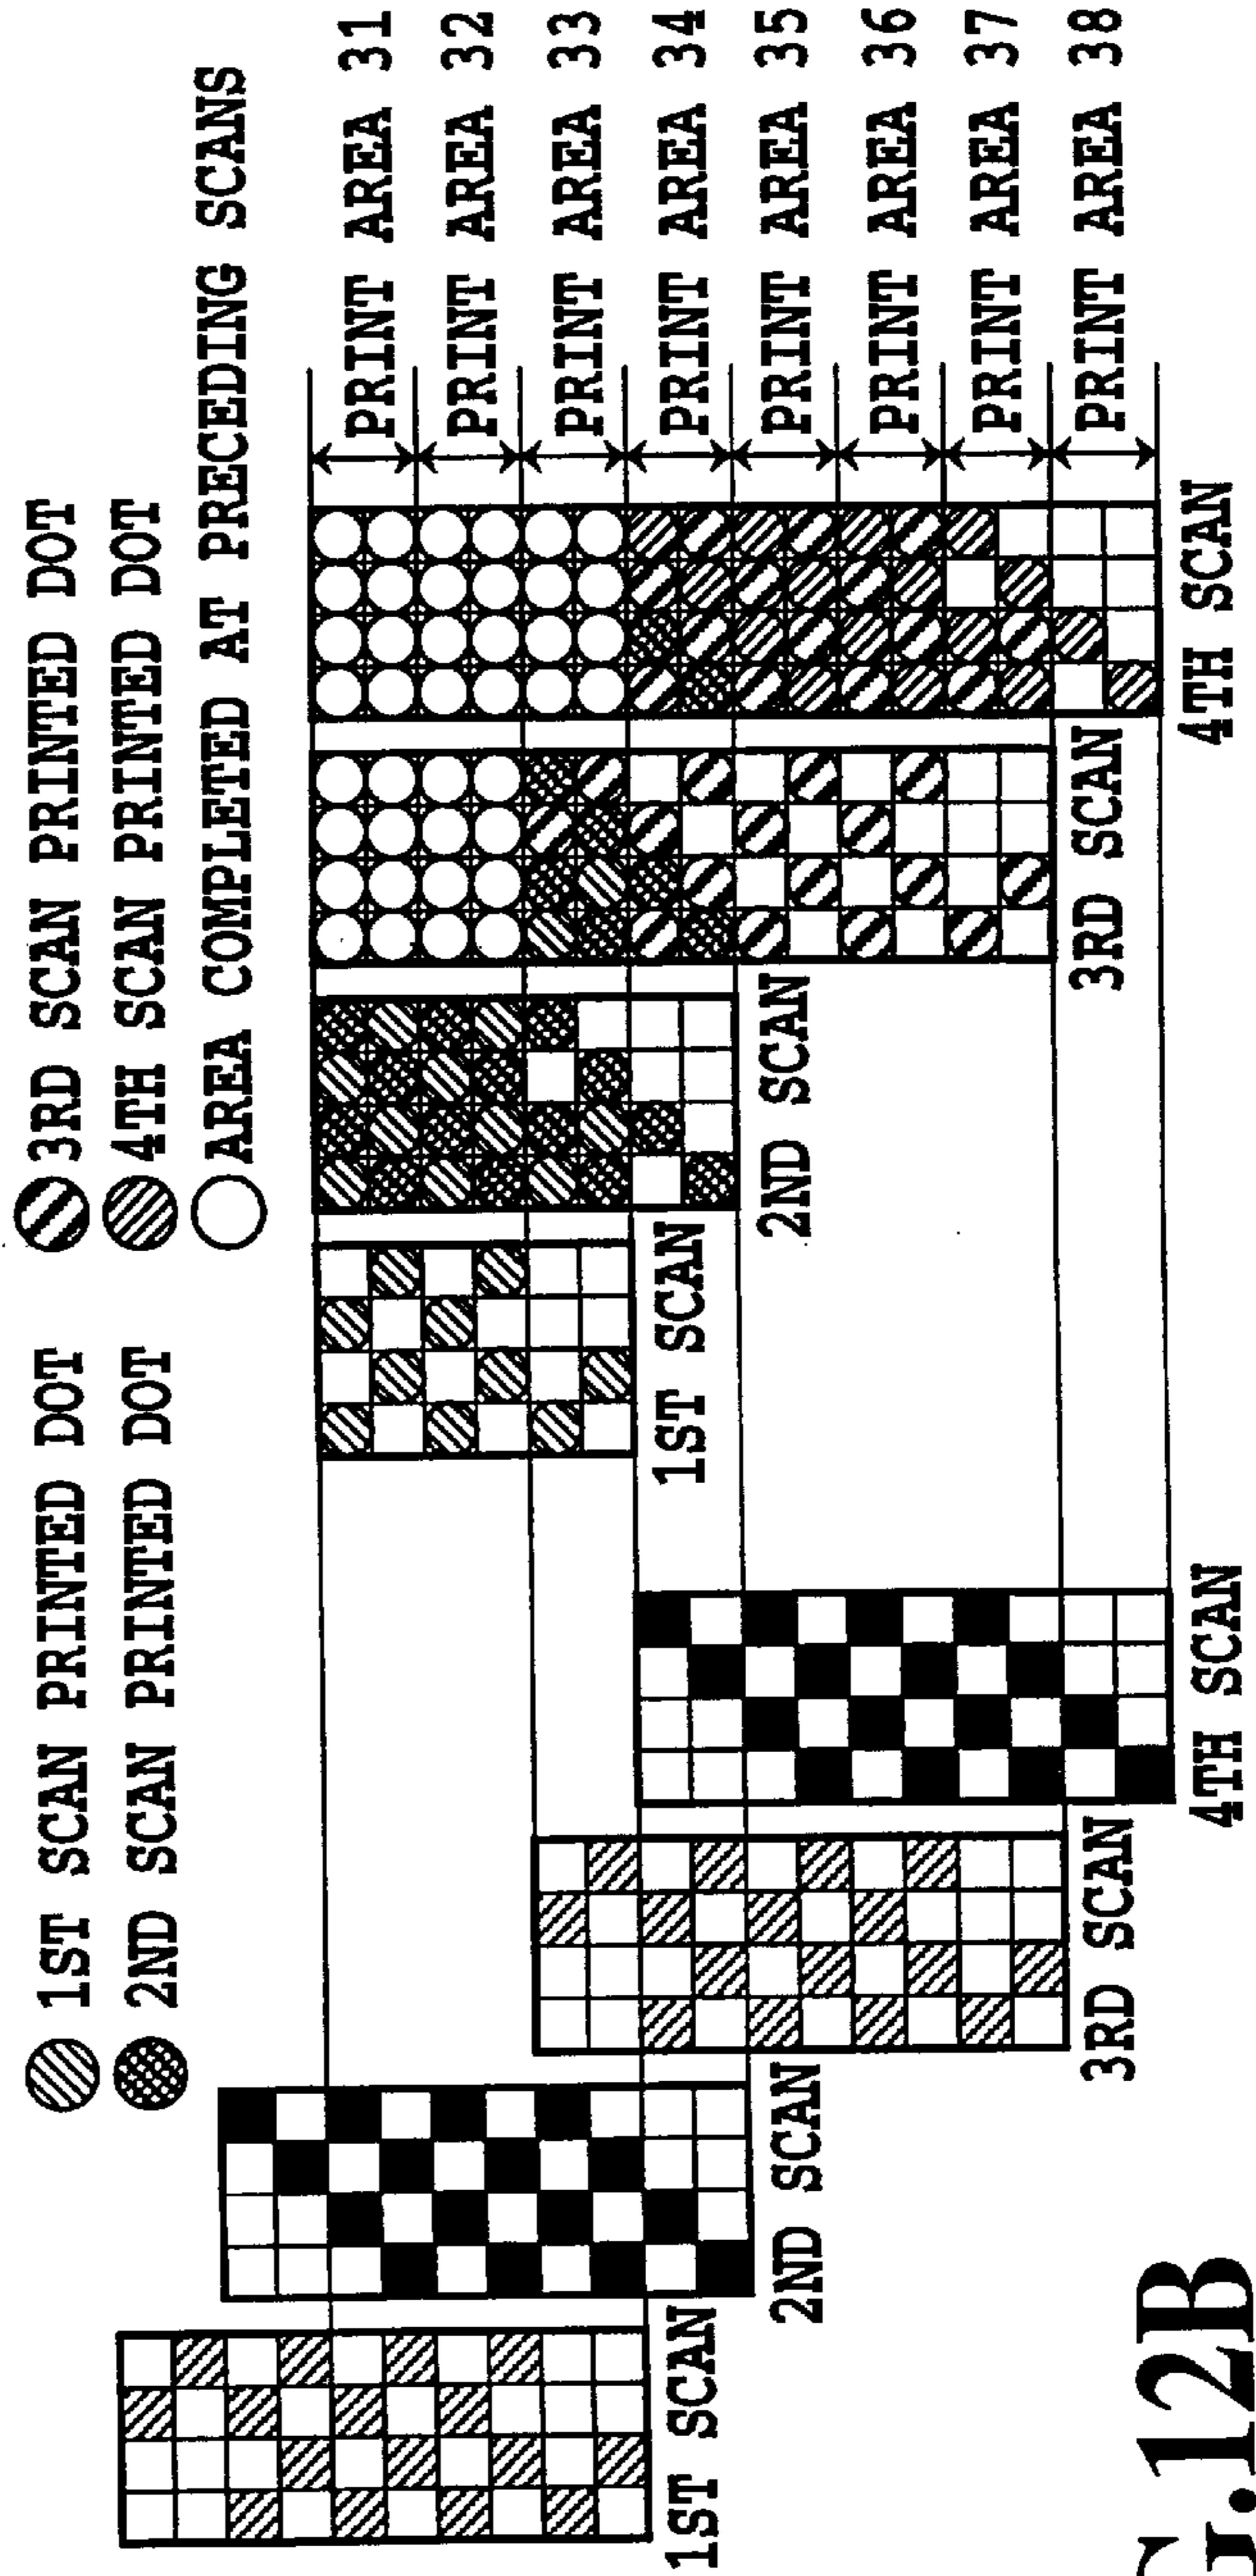 1ST SCAN PRINTED DOT
2ND SCAN PRINTED DOT
3RD SCAN PRINTED DOT
4TH SCAN PRINTED DOT
AREA COMPLETED AT PRECEDING SCANS
PRINT AREA 31
PRINT AREA 32
PRINT AREA 33
PRINT AREA 34
PRINT AREA 35
PRINT AREA 36
PRINT AREA 37
PRINT AREA 38
1ST SCAN
2ND SCAN
3RD SCAN
4TH SCAN
1ST SCAN
2ND SCAN
3RD SCAN
4TH SCAN
G.12B